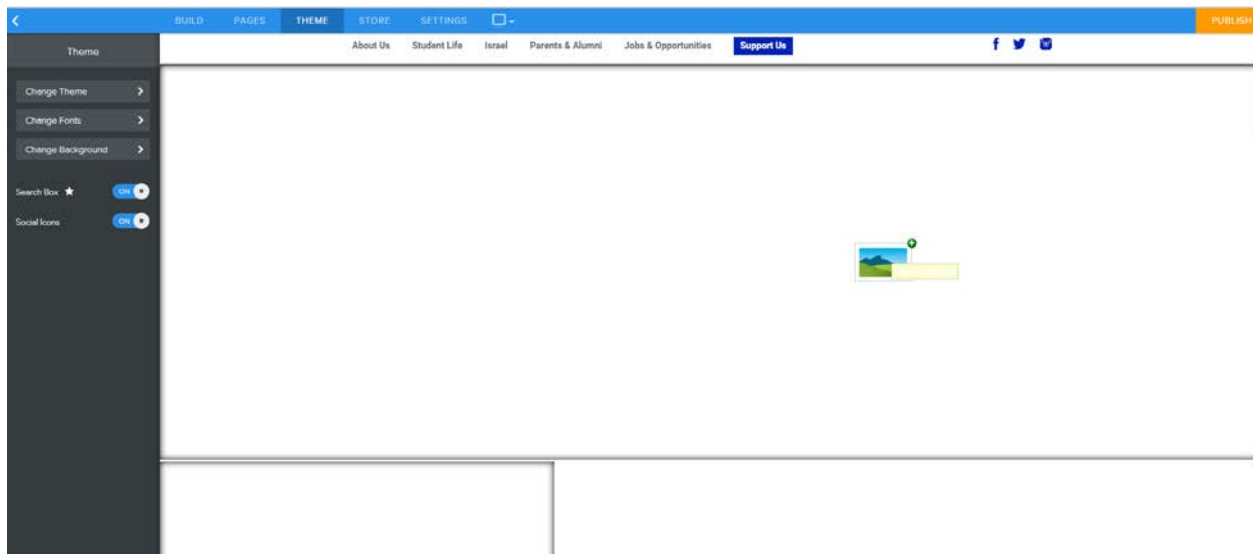 BUILD PAGES THEME STORE SETTINGS PUBLISH
Theme
About Us Student Life Israel Parents & Alumni Jobs & Opportunities Support Us
Change Theme
Change Fonts
Change Background
Search Box ON
Social Icons ON